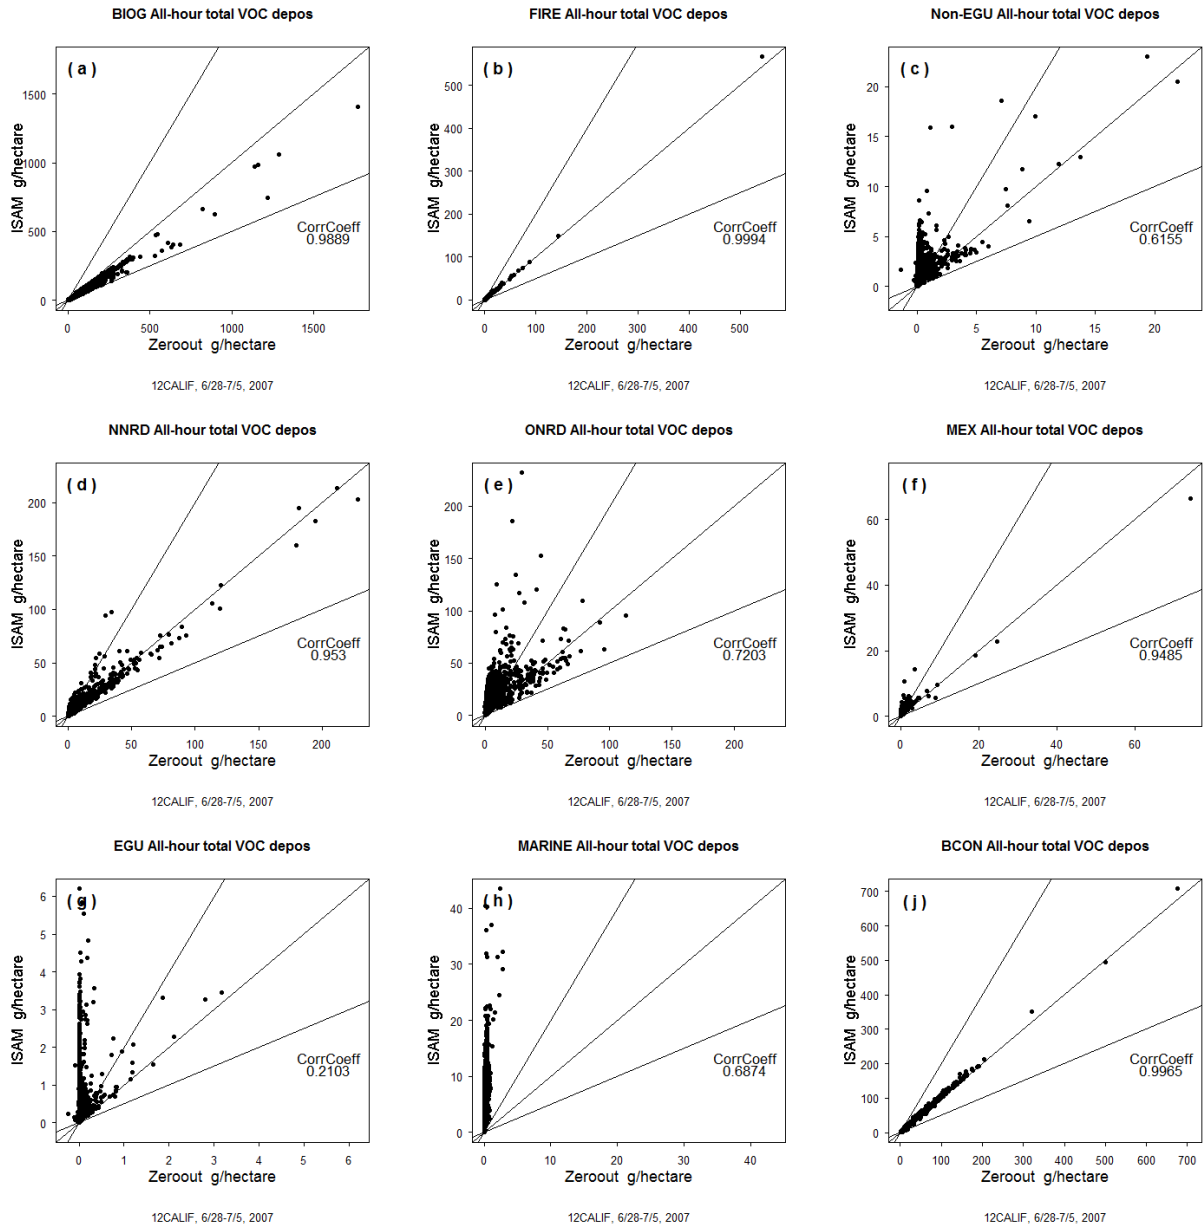 BIOG All-hour total VOC depos
( a )
1500
1000
500
0
ISAM g/hectare
CorrCoeff
0.9889
0 500 1000 1500
Zeroout g/hectare
12CALIF, 6/28-7/5, 2007
FIRE All-hour total VOC depos
( b )
500
400
300
200
100
0
ISAM g/hectare
CorrCoeff
0.9994
0 100 200 300 400 500
Zeroout g/hectare
12CALIF, 6/28-7/5, 2007
Non-EGU All-hour total VOC depos
( c )
20
15
10
5
0
ISAM g/hectare
CorrCoeff
0.6155
0 5 10 15 20
Zeroout g/hectare
12CALIF, 6/28-7/5, 2007
NNRD All-hour total VOC depos
( d )
200
150
100
50
0
ISAM g/hectare
CorrCoeff
0.953
0 50 100 150 200
Zeroout g/hectare
12CALIF, 6/28-7/5, 2007
ONRD All-hour total VOC depos
( e )
200
150
100
50
0
ISAM g/hectare
CorrCoeff
0.7203
0 50 100 150 200
Zeroout g/hectare
12CALIF, 6/28-7/5, 2007
MEX All-hour total VOC depos
( f )
60
40
20
0
ISAM g/hectare
CorrCoeff
0.9485
0 20 40 60
Zeroout g/hectare
12CALIF, 6/28-7/5, 2007
EGU All-hour total VOC depos
( g )
6
5
4
3
2
1
0
ISAM g/hectare
CorrCoeff
0.2103
0 1 2 3 4 5 6
Zeroout g/hectare
12CALIF, 6/28-7/5, 2007
MARINE All-hour total VOC depos
( h )
40
30
20
10
0
ISAM g/hectare
CorrCoeff
0.6874
0 10 20 30 40
Zeroout g/hectare
12CALIF, 6/28-7/5, 2007
BCON All-hour total VOC depos
( j )
700
600
500
400
300
200
100
0
ISAM g/hectare
CorrCoeff
0.9965
0 100 200 300 400 500 600 700
Zeroout g/hectare
12CALIF, 6/28-7/5, 2007